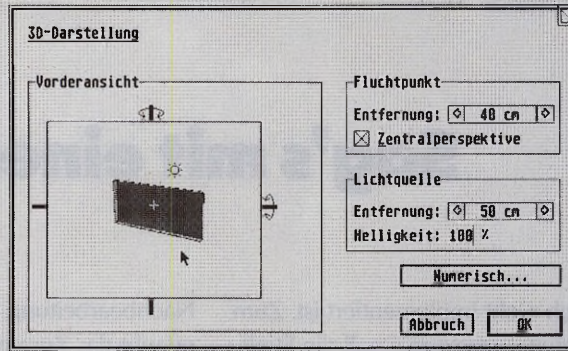 3D-Darstellung
Vorderansicht
Fluchtpunkt
Entfernung: 40 cm
Zentralperspektive
Lichtquelle
Entfernung: 50 cm
Helligkeit: 100 %
Numerisch...
Abbruch
OK